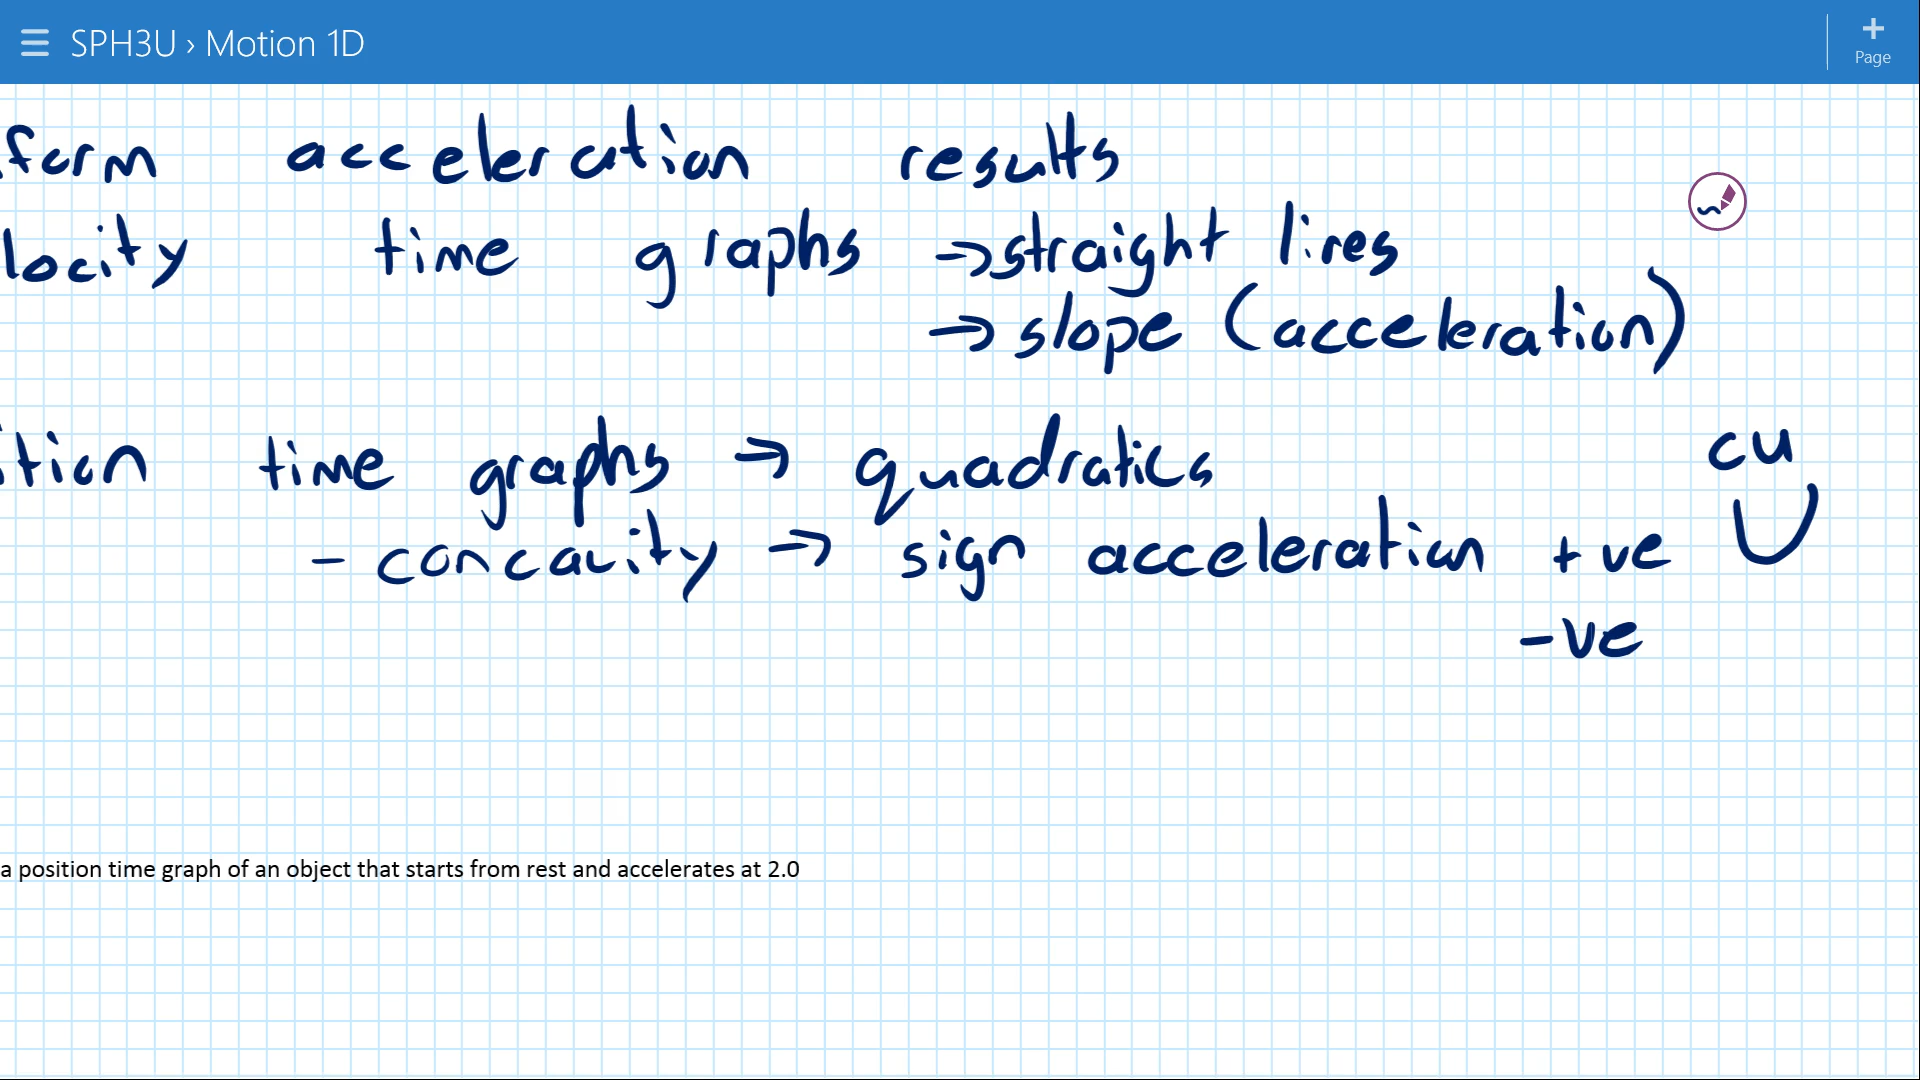 SPH3U › Motion 1D
+
Page
form acceleration results
locity time graphs → straight lines
→ slope (acceleration)
ition time graphs → quadratics cu
- concavity → sign acceleration +ve
-ve
a position time graph of an object that starts from rest and accelerates at 2.0